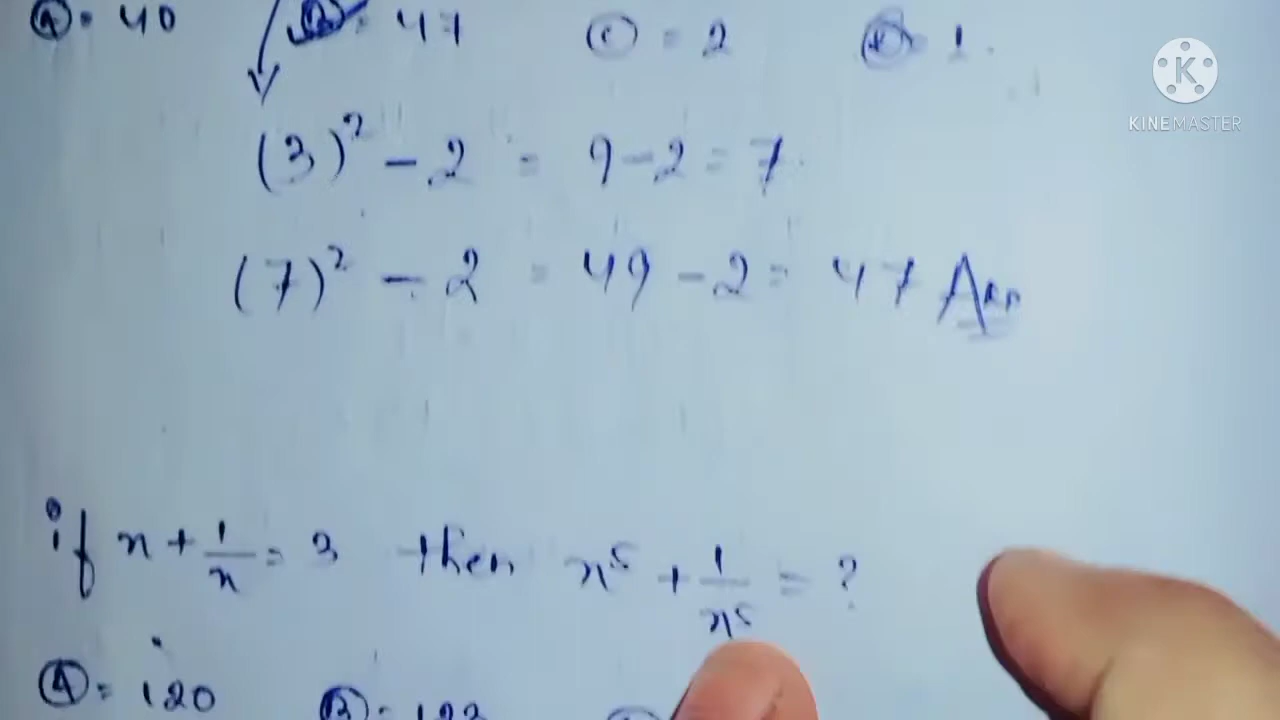 Ⓐ = 40 Ⓑ = 47 Ⓒ = 2 Ⓓ = 1.
KINEMASTER
(3)² - 2 = 9 - 2 = 7
(7)² - 2 = 49 - 2 = 47 Ans
if x + 1/x = 3 then x⁵ + 1/x⁵ = ?
Ⓐ = 120 Ⓑ = 123